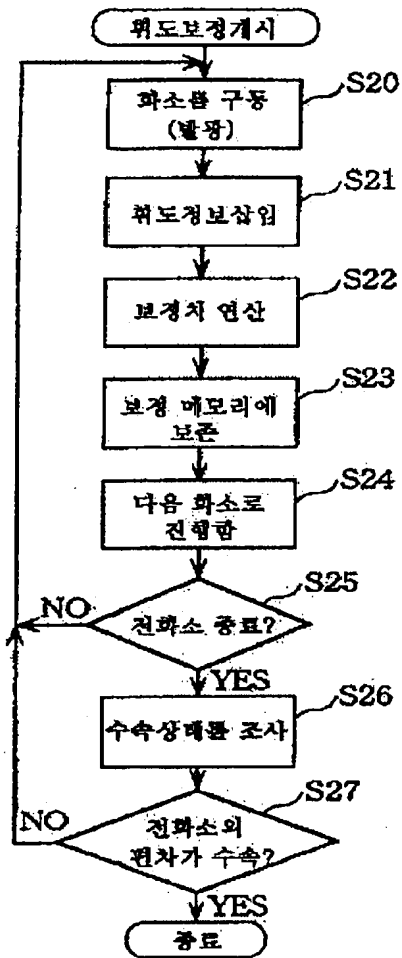 휘도보정개시
화소를 구동
(발광)
S20
휘도정보삽입
S21
보정치 연산
S22
보정 메모리에
보존
S23
다음 화소로
진행함
S24
전화소 종료?
S25
NO
YES
수속상태를 조사
S26
전화소의
편차가 수속?
S27
NO
YES
종료